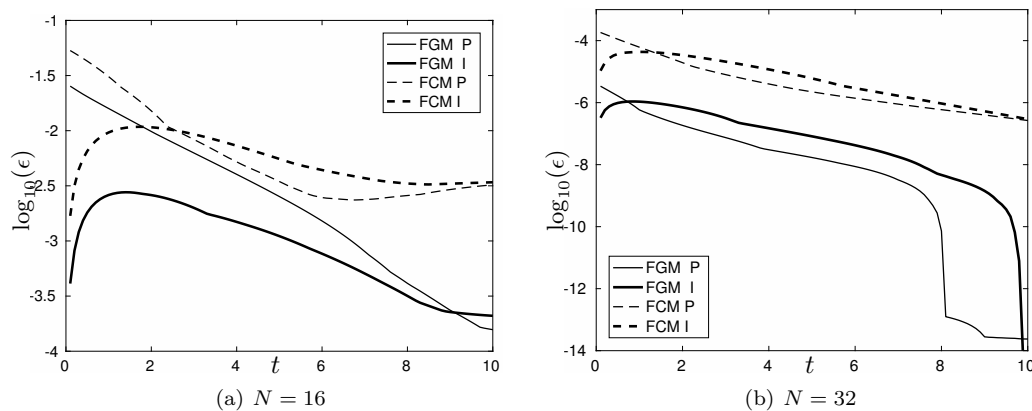 -1
-1.5
-2
-2.5
-3
-3.5
-4
log10(ϵ)
FGM P
FGM I
FCM P
FCM I
0 2 4 6 8 10
t
(a) N = 16
-4
-6
-8
-10
-12
-14
log10(ϵ)
FGM P
FGM I
FCM P
FCM I
0 2 4 6 8 10
t
(b) N = 32